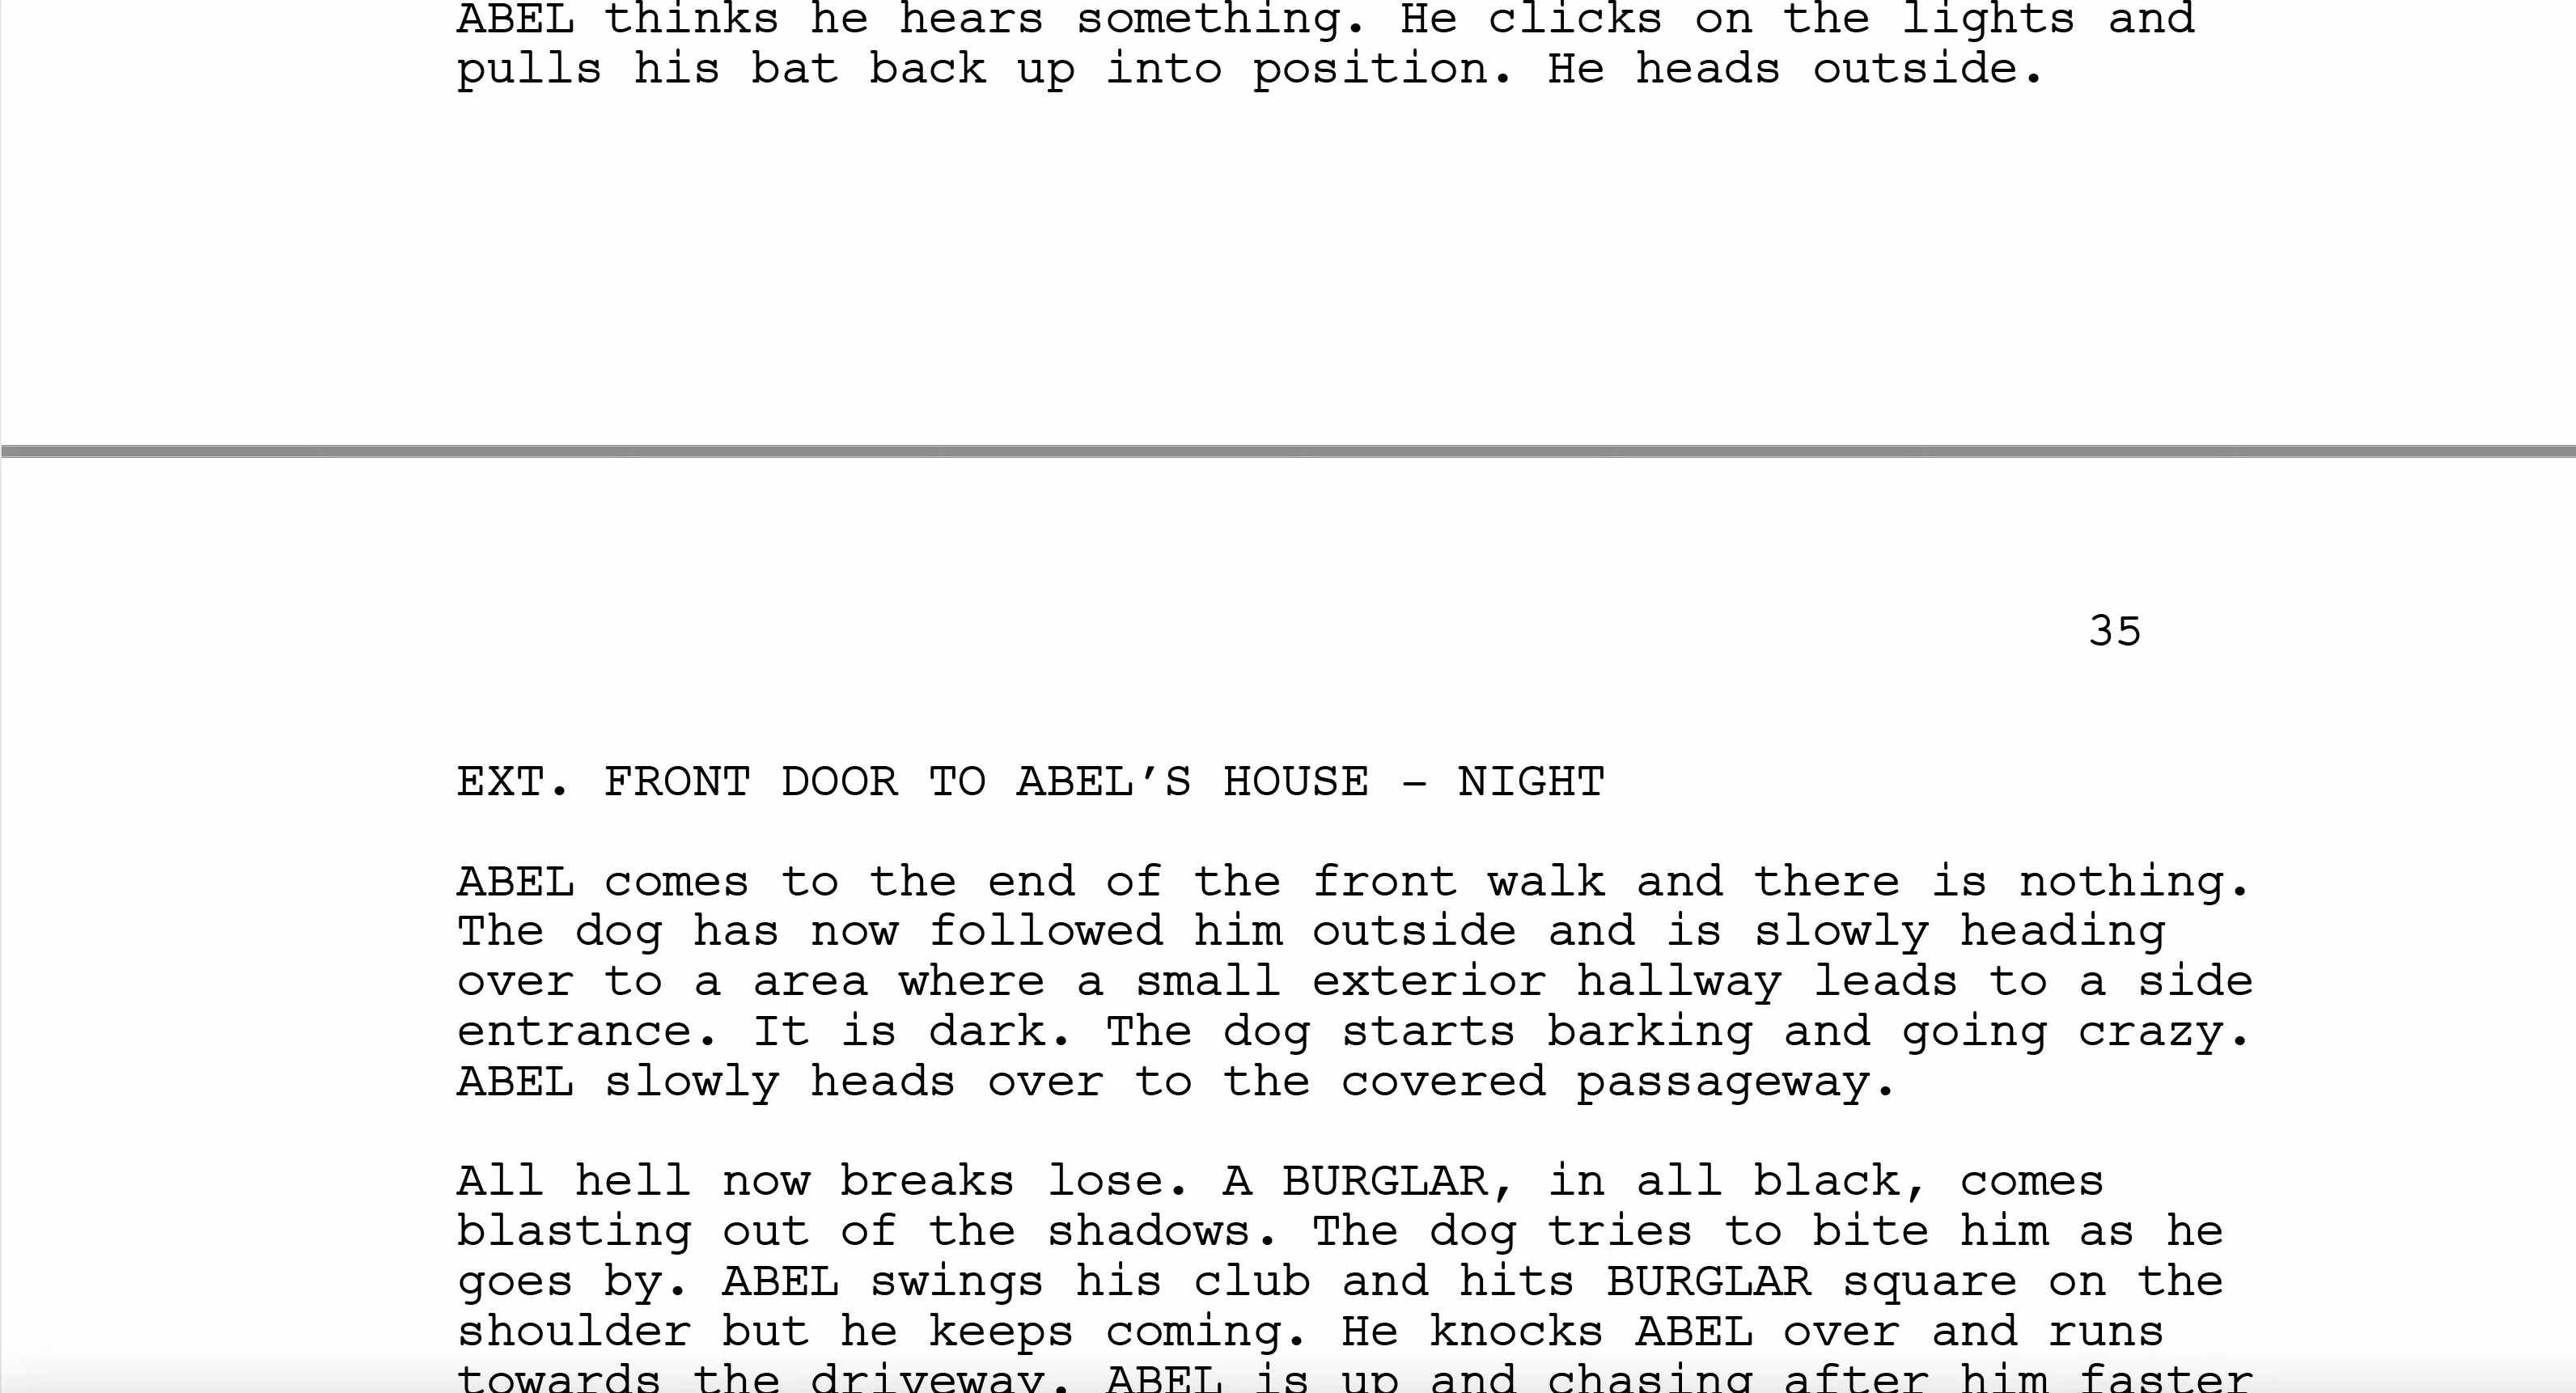 ABEL thinks he hears something. He clicks on the lights and
pulls his bat back up into position. He heads outside.
35
EXT. FRONT DOOR TO ABEL’S HOUSE – NIGHT
ABEL comes to the end of the front walk and there is nothing.
The dog has now followed him outside and is slowly heading
over to a area where a small exterior hallway leads to a side
entrance. It is dark. The dog starts barking and going crazy.
ABEL slowly heads over to the covered passageway.
All hell now breaks lose. A BURGLAR, in all black, comes
blasting out of the shadows. The dog tries to bite him as he
goes by. ABEL swings his club and hits BURGLAR square on the
shoulder but he keeps coming. He knocks ABEL over and runs
towards the driveway. ABEL is up and chasing after him faster